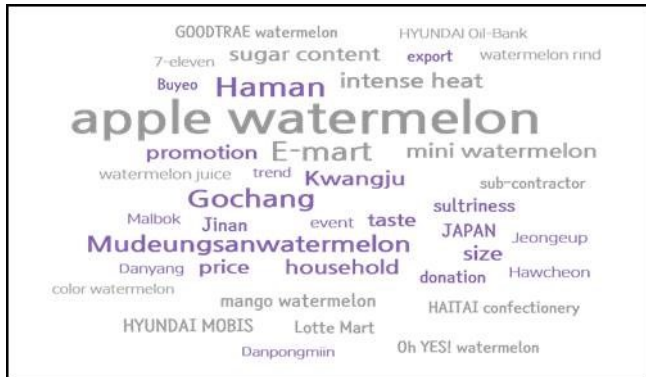 GOODTRAE watermelon HYUNDAI Oil-Bank
7-eleven sugar content export watermelon rind
Buyeo Haman intense heat
apple watermelon
promotion E-mart mini watermelon
watermelon juice trend Kwangju sub-contractor
Gochang sultriness
Malbok Jinan event taste JAPAN Jeongeup
Mudeungsanwatermelon size
Danyang price household donation Hawcheon
color watermelon mango watermelon HAITAI confectionery
HYUNDAI MOBIS Lotte Mart
Danpongmiin Oh YES! watermelon